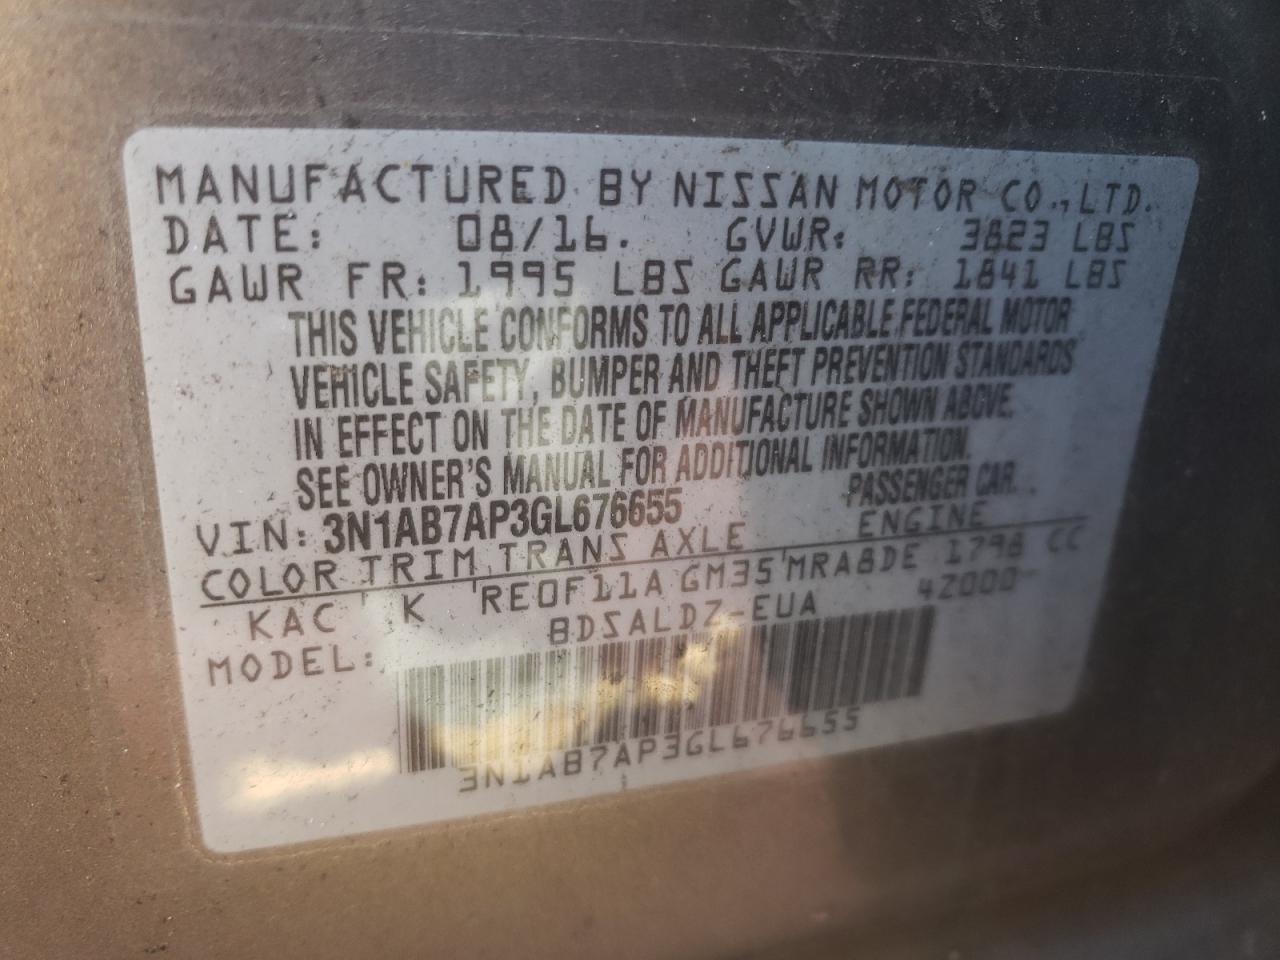 MANUFACTURED BY NISSAN MOTOR CO.,LTD.
DATE: 08/16. GVWR: 3823 LBS
GAWR FR: 1995 LBS GAWR RR: 1841 LBS
THIS VEHICLE CONFORMS TO ALL APPLICABLE FEDERAL MOTOR
VEHICLE SAFETY, BUMPER AND THEFT PREVENTION STANDARDS
IN EFFECT ON THE DATE OF MANUFACTURE SHOWN ABOVE.
SEE OWNER'S MANUAL FOR ADDITIONAL INFORMATION.
VIN: 3N1AB7AP3GL676655 PASSENGER CAR.
COLOR TRIM TRANS AXLE ENGINE
KAC K RE0F11A GM35 MRA8DE 1798 CC
MODEL: BDSALDZ-EUA 4Z000
3N1AB7AP3GL676655